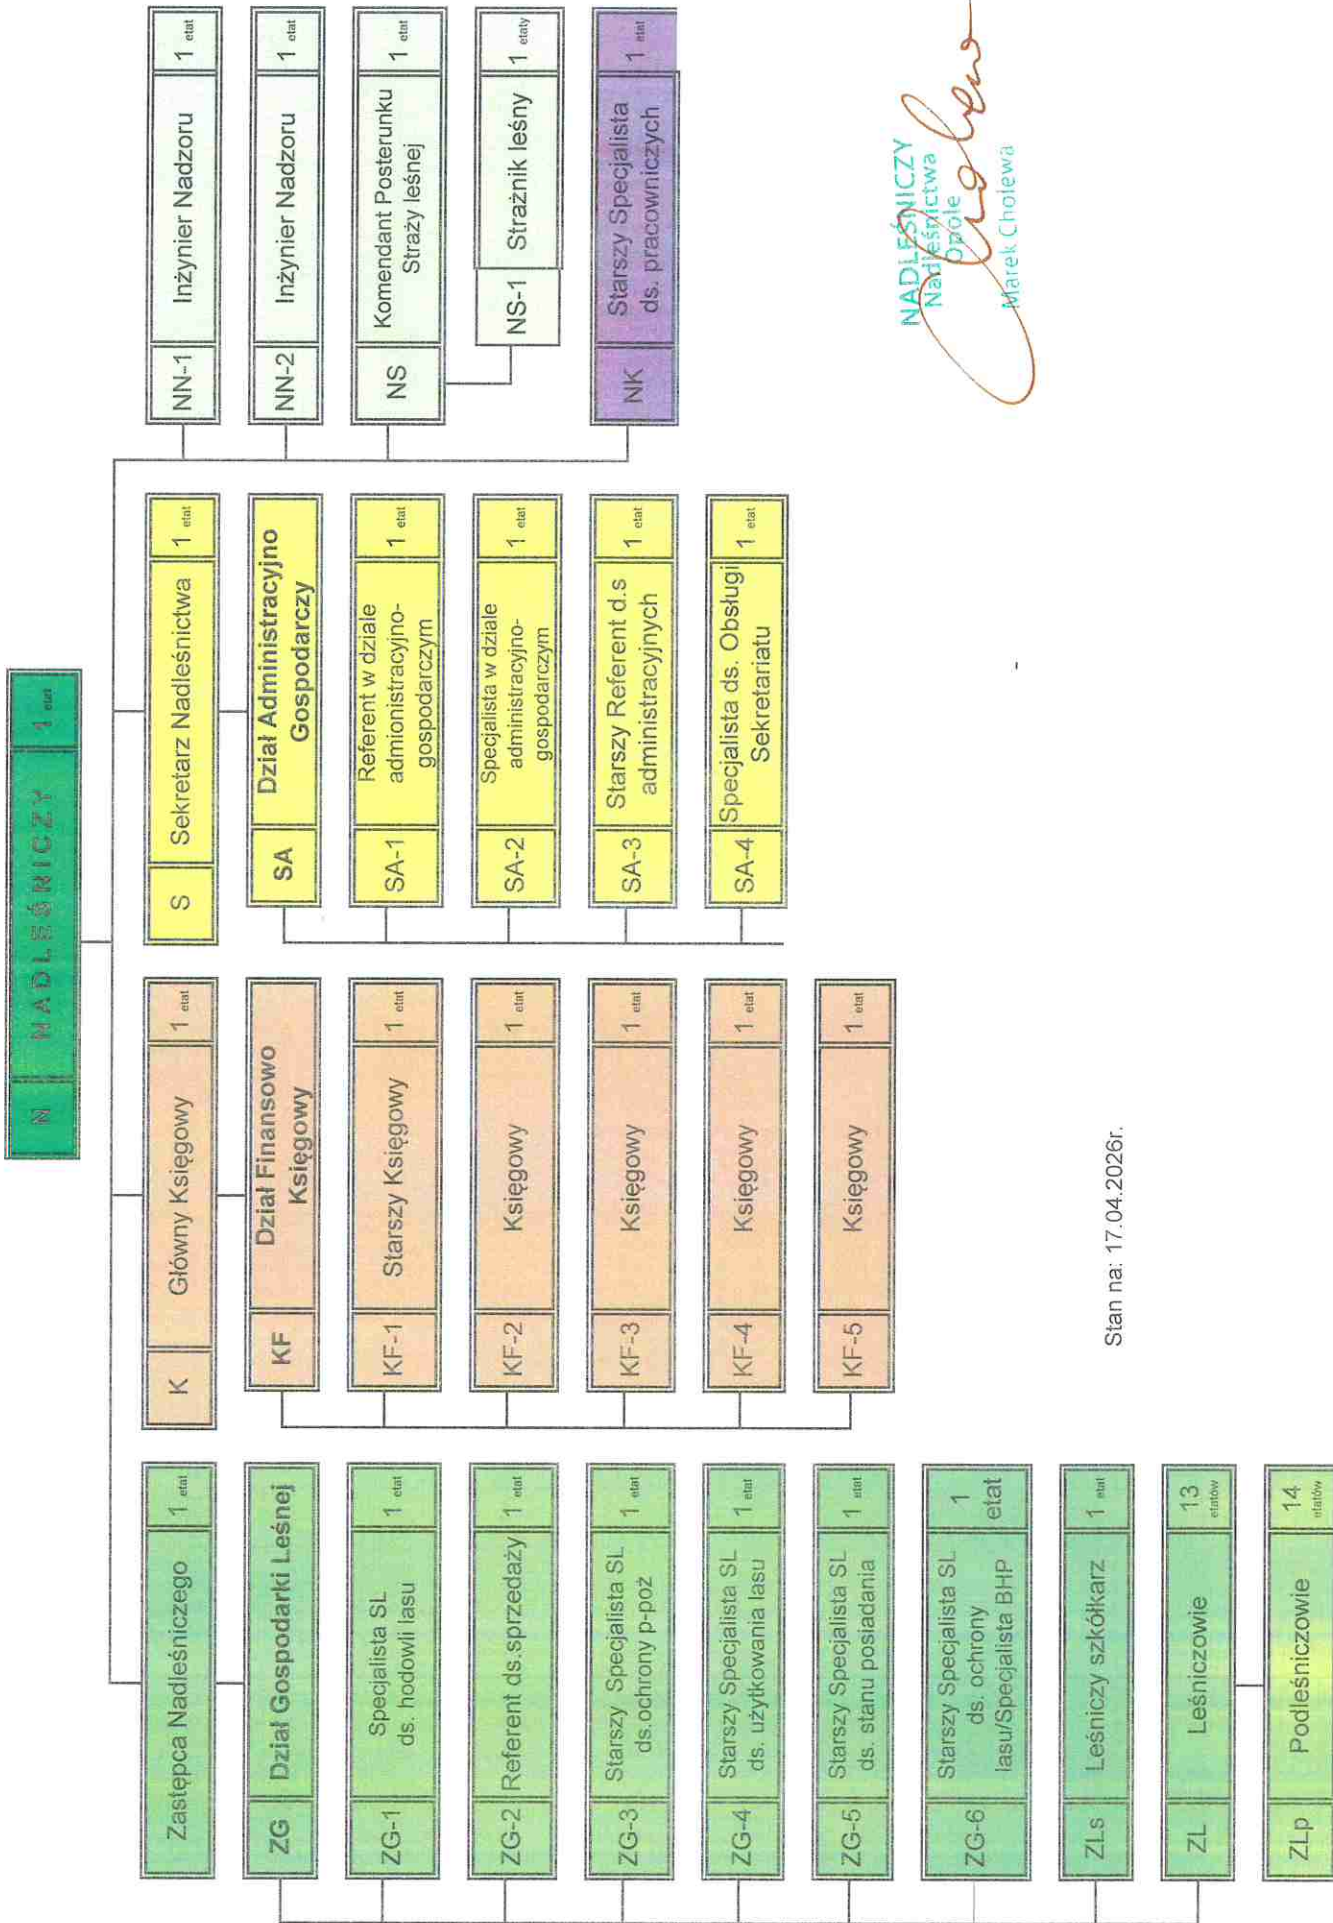 N NADLEŚNICZY 1 etat
Zastępca Nadleśniczego 1 etat
ZG Dział Gospodarki Leśnej
ZG-1 Specjalista SL 1 etat
ds. hodowli lasu
ZG-2 Referent ds.sprzedaży 1 etat
ZG-3 Starszy Specjalista SL 1 etat
ds.ochrony p-poż
ZG-4 Starszy Specjalista SL 1 etat
ds. użytkowania lasu
ZG-5 Starszy Specjalista SL 1 etat
ds. stanu posiadania
ZG-6 Starszy Specjalista SL 1 etat
ds. ochrony
lasu/Specjalista BHP
ZLs Leśniczy szkółkarz 1 etat
ZL Leśniczowie 13 etatów
ZLp Podleśniczowie 14 etatów
K Główny Księgowy 1 etat
KF Dział Finansowo
Księgowy
KF-1 Starszy Księgowy 1 etat
KF-2 Księgowy 1 etat
KF-3 Księgowy 1 etat
KF-4 Księgowy 1 etat
KF-5 Księgowy 1 etat
S Sekretarz Nadleśnictwa 1 etat
SA Dział Administracyjno
Gospodarczy
SA-1 Referent w dziale 1 etat
admionistracyjno-
gospodarczym
SA-2 Specjalista w dziale 1 etat
administracyjno-
gospodarczym
SA-3 Starszy Referent d.s 1 etat
administracyjnych
SA-4 Specjalista ds. Obsługi 1 etat
Sekretariatu
NN-1 Inżynier Nadzoru 1 etat
NN-2 Inżynier Nadzoru 1 etat
NS Komendant Posterunku 1 etat
Straży leśnej
NS-1 Strażnik leśny 1 etaty
NK Starszy Specjalista 1 etat
ds. pracowniczych
Stan na: 17.04.2026r.
NADLEŚNICZY
Nadleśnictwa
Opole
Marek Cholewa